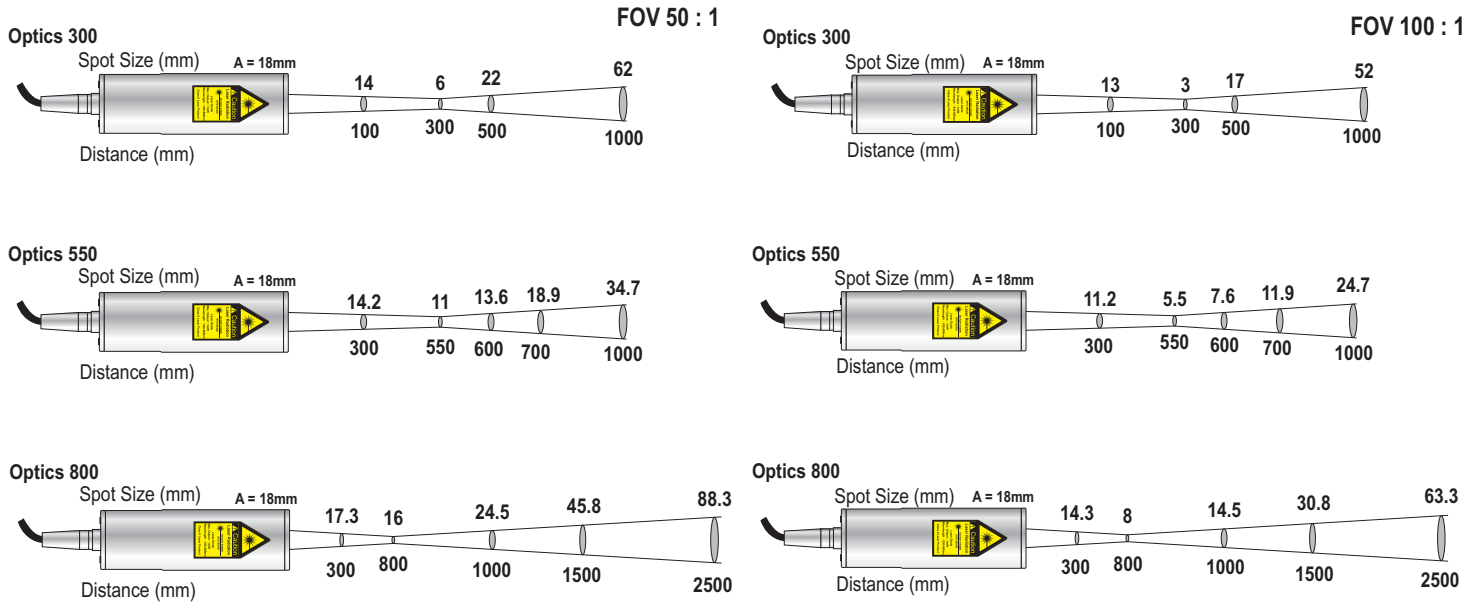 FOV 50 : 1
Optics 300
Spot Size (mm) A = 18mm
14 6 22 62
100 300 500 1000
Distance (mm)
Optics 550
Spot Size (mm) A = 18mm
14.2 11 13.6 18.9 34.7
300 550 600 700 1000
Distance (mm)
Optics 800
Spot Size (mm) A = 18mm
17.3 16 24.5 45.8 88.3
300 800 1000 1500 2500
Distance (mm)
FOV 100 : 1
Optics 300
Spot Size (mm) A = 18mm
13 3 17 52
100 300 500 1000
Distance (mm)
Optics 550
Spot Size (mm) A = 18mm
11.2 5.5 7.6 11.9 24.7
300 550 600 700 1000
Distance (mm)
Optics 800
Spot Size (mm) A = 18mm
14.3 8 14.5 30.8 63.3
300 800 1000 1500 2500
Distance (mm)